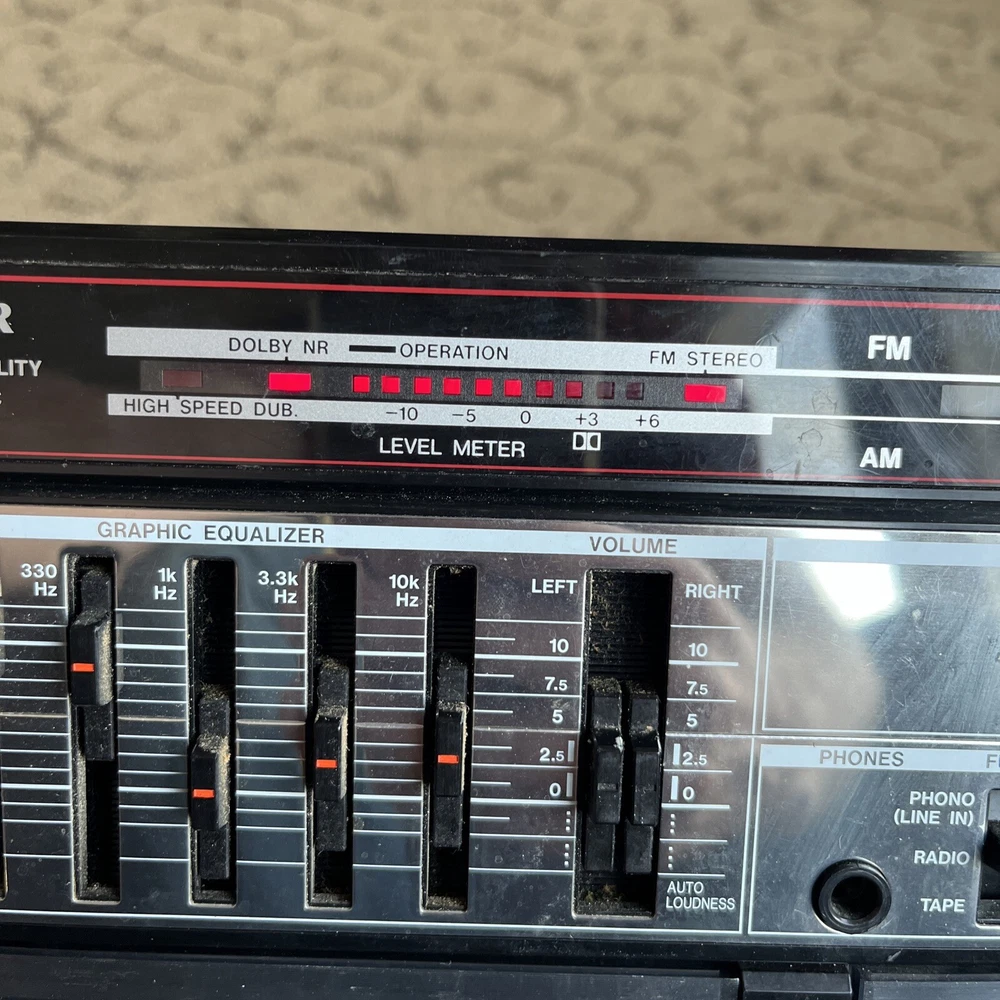 R
LITY
DOLBY NR OPERATION FM STEREO
HIGH SPEED DUB. -10 -5 0 +3 +6
LEVEL METER
FM
AM
GRAPHIC EQUALIZER
330 Hz
1k Hz
3.3k Hz
10k Hz
VOLUME
LEFT RIGHT
10 10
7.5 7.5
5 5
2.5 2.5
0 0
AUTO
LOUDNESS
PHONES F
PHONO
(LINE IN)
RADIO
TAPE